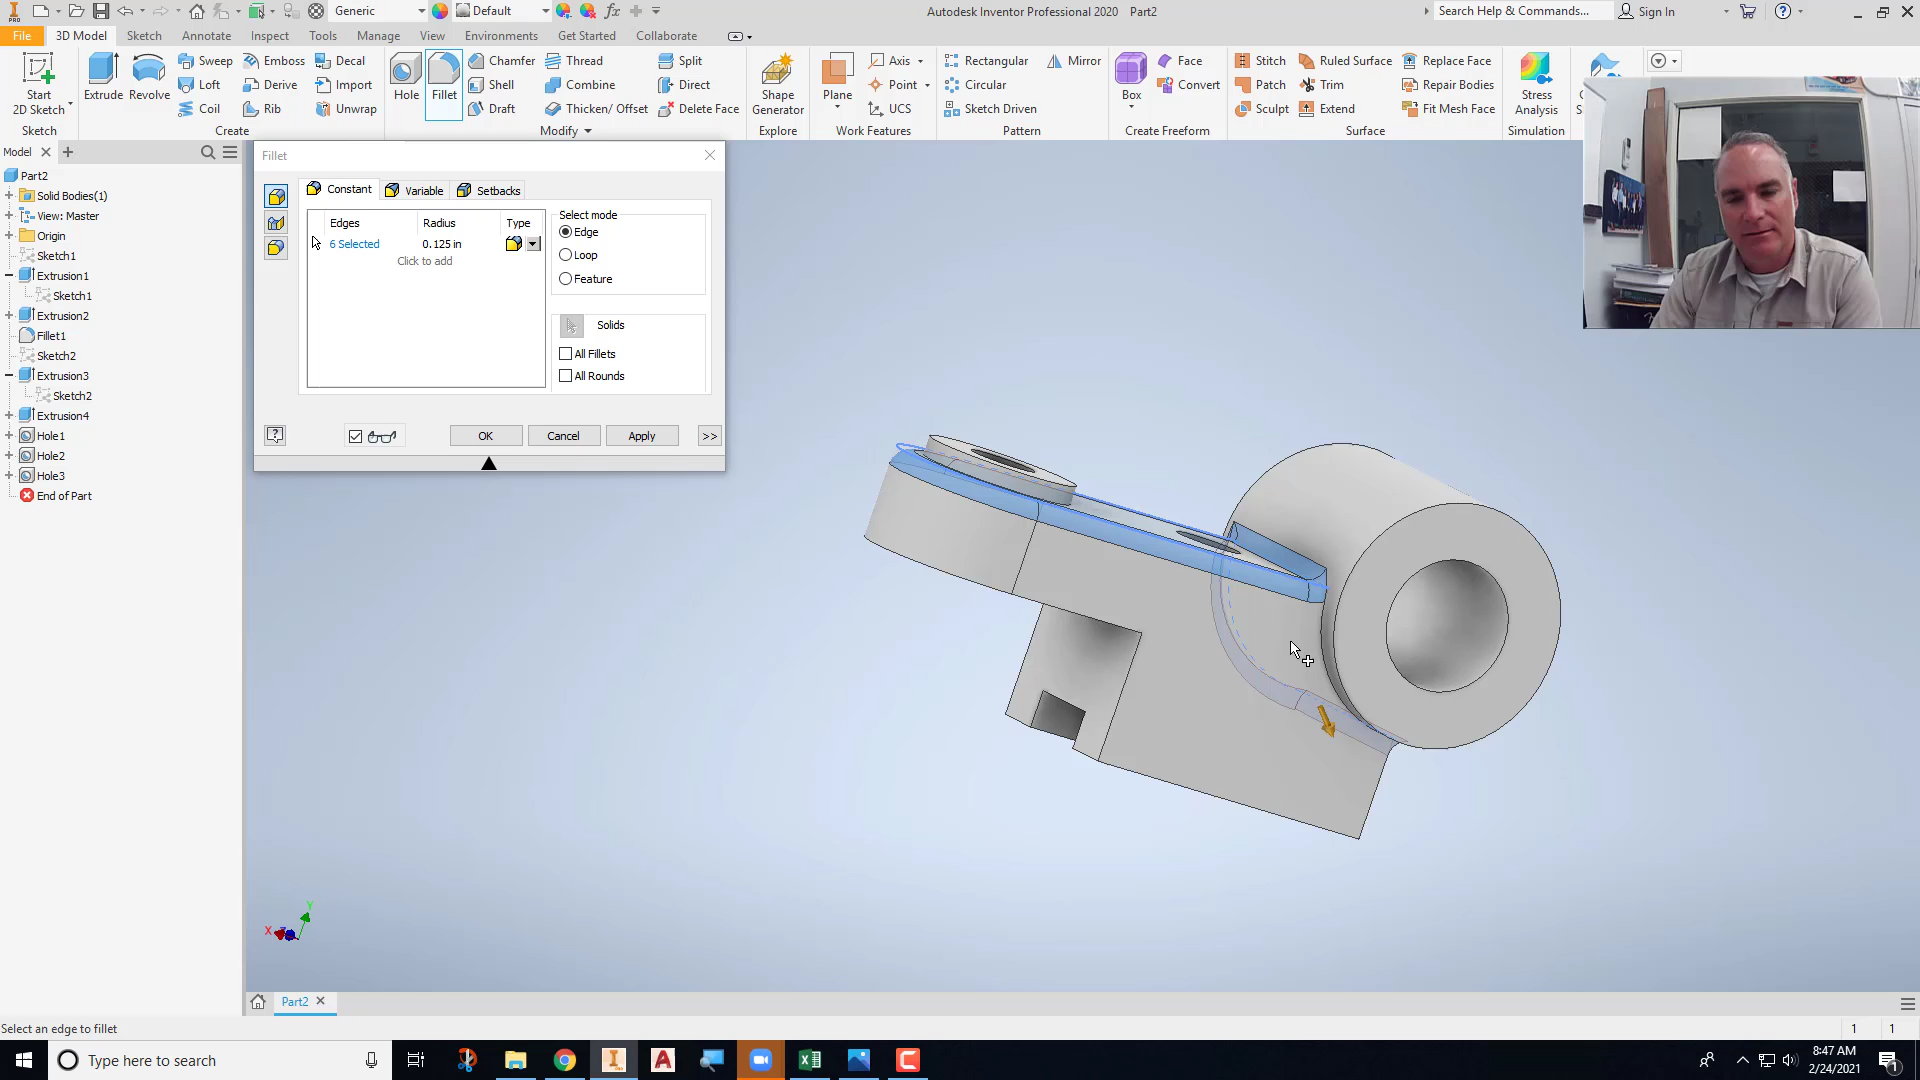 PRO
Generic
Default
Autodesk Inventor Professional 2020 Part2
Search Help & Commands...
Sign In
File
3D Model
Sketch
Annotate
Inspect
Tools
Manage
View
Environments
Get Started
Collaborate
Start
2D Sketch
Sketch
Extrude
Revolve
Sweep
Emboss
Decal
Loft
Derive
Import
Coil
Rib
Unwrap
Create
Hole
Fillet
Chamfer
Thread
Split
Shell
Combine
Direct
Draft
Thicken/ Offset
Delete Face
Modify
Shape
Generator
Explore
Plane
Axis
Point
UCS
Work Features
Rectangular
Mirror
Circular
Sketch Driven
Pattern
Box
Face
Convert
Create Freeform
Stitch
Ruled Surface
Replace Face
Patch
Trim
Repair Bodies
Sculpt
Extend
Fit Mesh Face
Surface
Stress
Analysis
Simulation
Model
Part2
Solid Bodies(1)
View: Master
Origin
Sketch1
Extrusion1
Sketch1
Extrusion2
Fillet1
Sketch2
Extrusion3
Sketch2
Extrusion4
Hole1
Hole2
Hole3
End of Part
Fillet
Constant
Variable
Setbacks
Edges Radius Type
6 Selected 0.125 in
Click to add
Select mode
Edge
Loop
Feature
Solids
All Fillets
All Rounds
OK
Cancel
Apply
>>
Y
X
Z
Part2
Select an edge to fillet
1 1
Type here to search
8:47 AM
2/24/2021
1